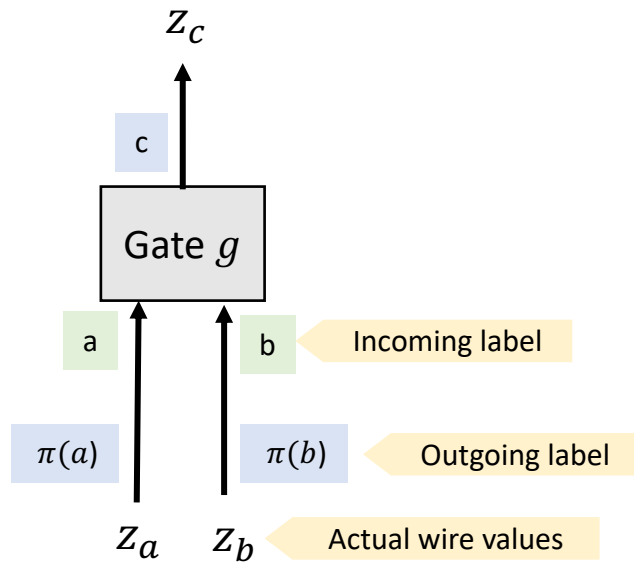 z_c
c
Gate g
a
b
Incoming label
π(a)
π(b)
Outgoing label
z_a
z_b
Actual wire values